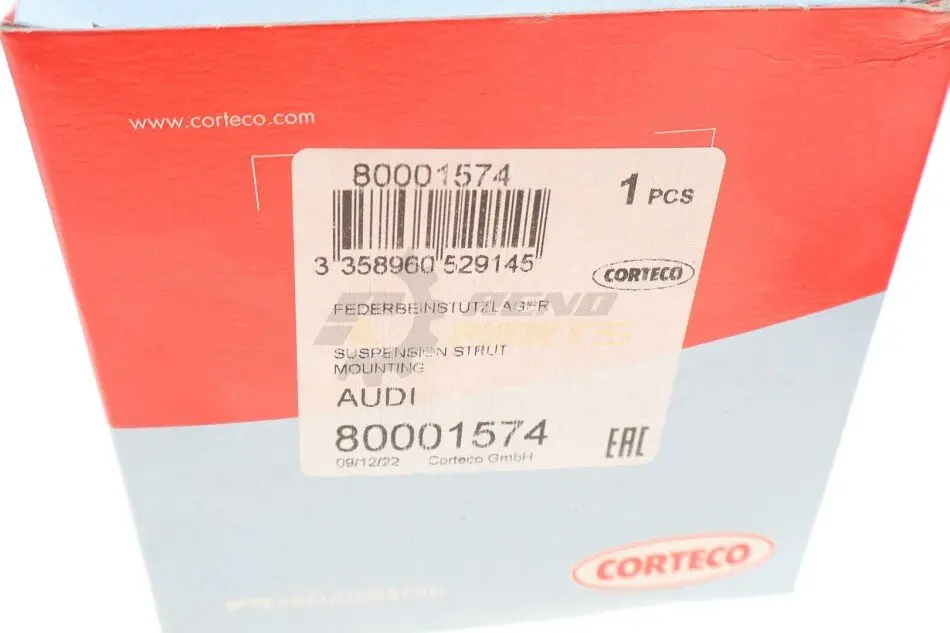 www.corteco.com
80001574
1 PCS
3 358960 529145
CORTECO
FEDERBEINSTUTZLAGER
SUSPENSION STRUT
MOUNTING
AUDI
80001574
09/12/22 Corteco GmbH
EAC
CORTECO
FREUDENBERG